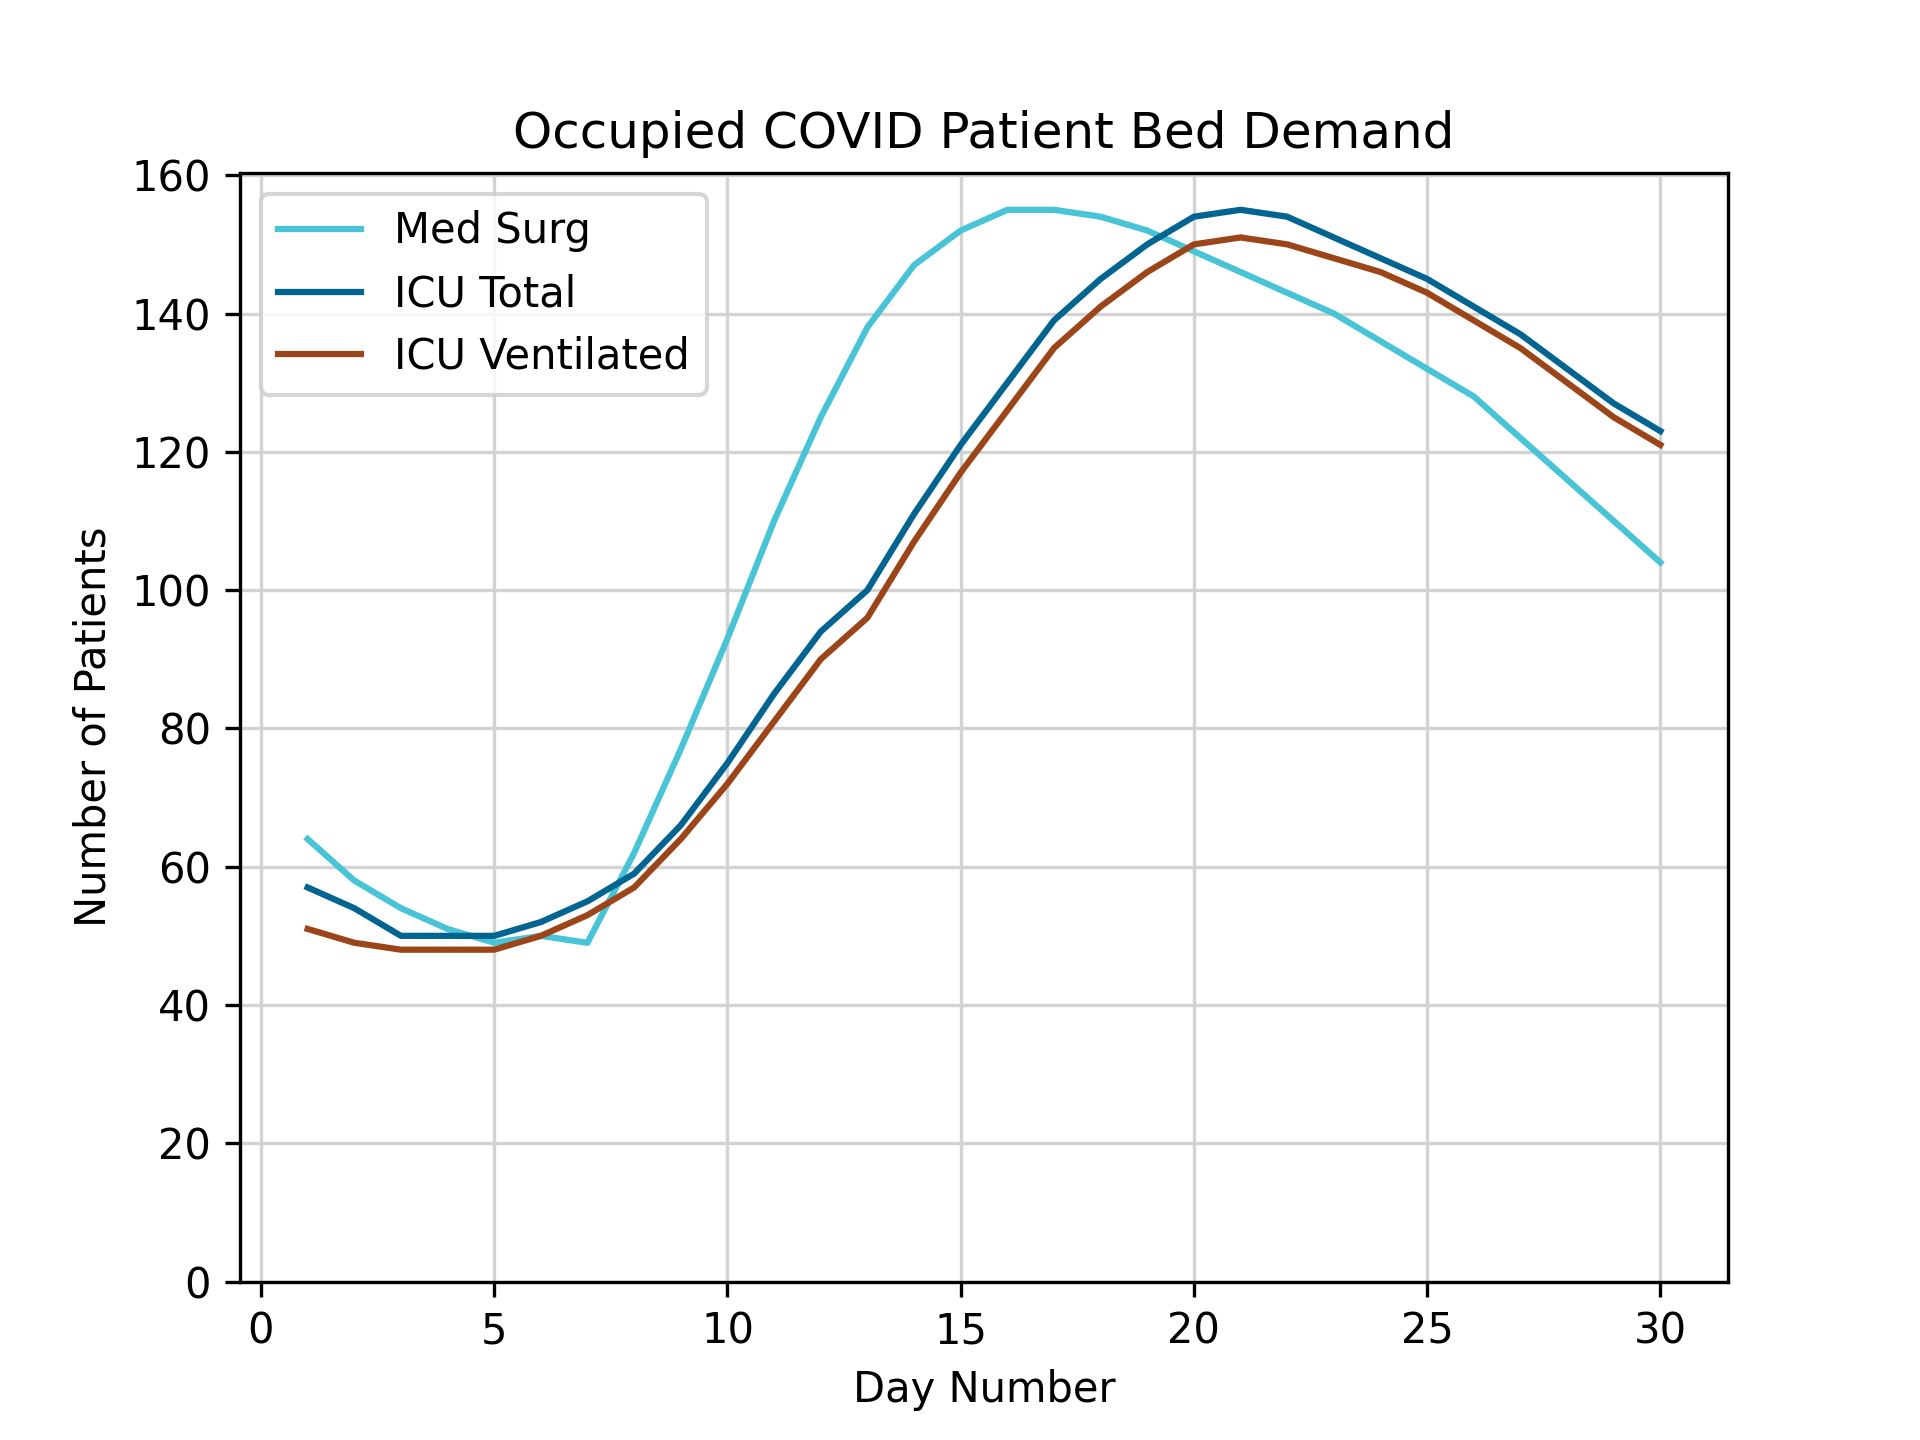 Occupied COVID Patient Bed Demand
Med Surg
ICU Total
ICU Ventilated
Number of Patients
160
140
120
100
80
60
40
20
0
0 5 10 15 20 25 30
Day Number